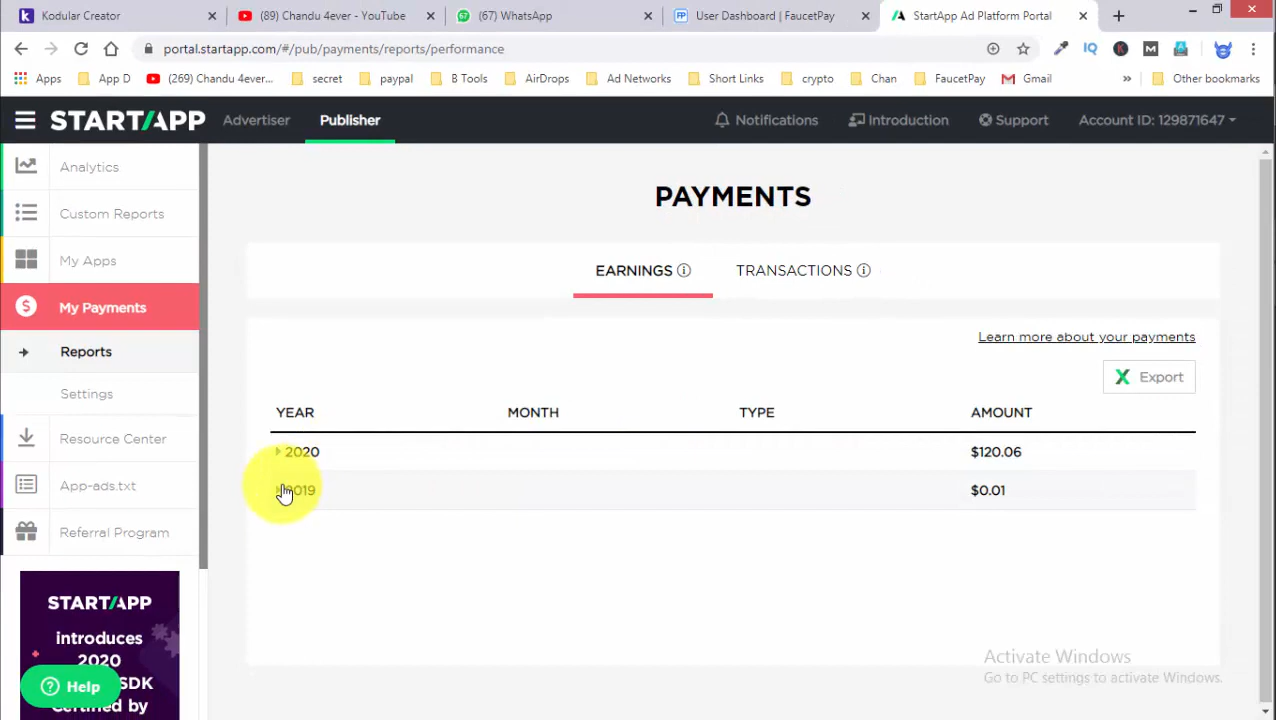 Kodular Creator
(89) Chandu 4ever - YouTube
(67) WhatsApp
User Dashboard | FaucetPay
StartApp Ad Platform Portal
portal.startapp.com/#/pub/payments/reports/performance
Apps
App D
(269) Chandu 4ever...
secret
paypal
B Tools
AirDrops
Ad Networks
Short Links
crypto
Chan
FaucetPay
Gmail
Other bookmarks
STARTAPP
Advertiser
Publisher
Notifications
Introduction
Support
Account ID: 129871647
Analytics
Custom Reports
My Apps
My Payments
Reports
Settings
Resource Center
App-ads.txt
Referral Program
STARTAPP
introduces
2020
SDK
Certified by
Help
PAYMENTS
EARNINGS
TRANSACTIONS
Learn more about your payments
Export
YEAR MONTH TYPE AMOUNT
2020 $120.06
2019 $0.01
Activate Windows
Go to PC settings to activate Windows.